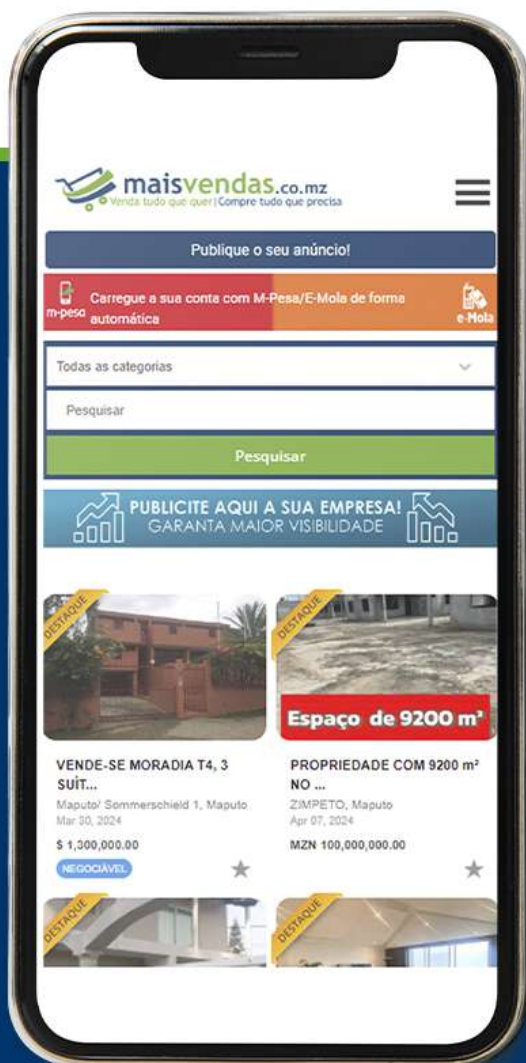 maisvendas.co.mz
Venda tudo que quer|Compre tudo que precisa
Publique o seu anúncio!
m-pesa
Carregue a sua conta com M-Pesa/E-Mola de forma
automática
e-Mola
Todas as categorias
Pesquisar
Pesquisar
PUBLICITE AQUI A SUA EMPRESA!
GARANTA MAIOR VISIBILIDADE
DESTAQUE
VENDE-SE MORADIA T4, 3
SUÍT...
Maputo/ Sommerschield 1, Maputo
Mar 30, 2024
$ 1,300,000.00
NEGOCIÁVEL
DESTAQUE
Espaço de 9200 m²
PROPRIEDADE COM 9200 m²
NO ...
ZIMPETO, Maputo
Apr 07, 2024
MZN 100,000,000.00
DESTAQUE
DESTAQUE